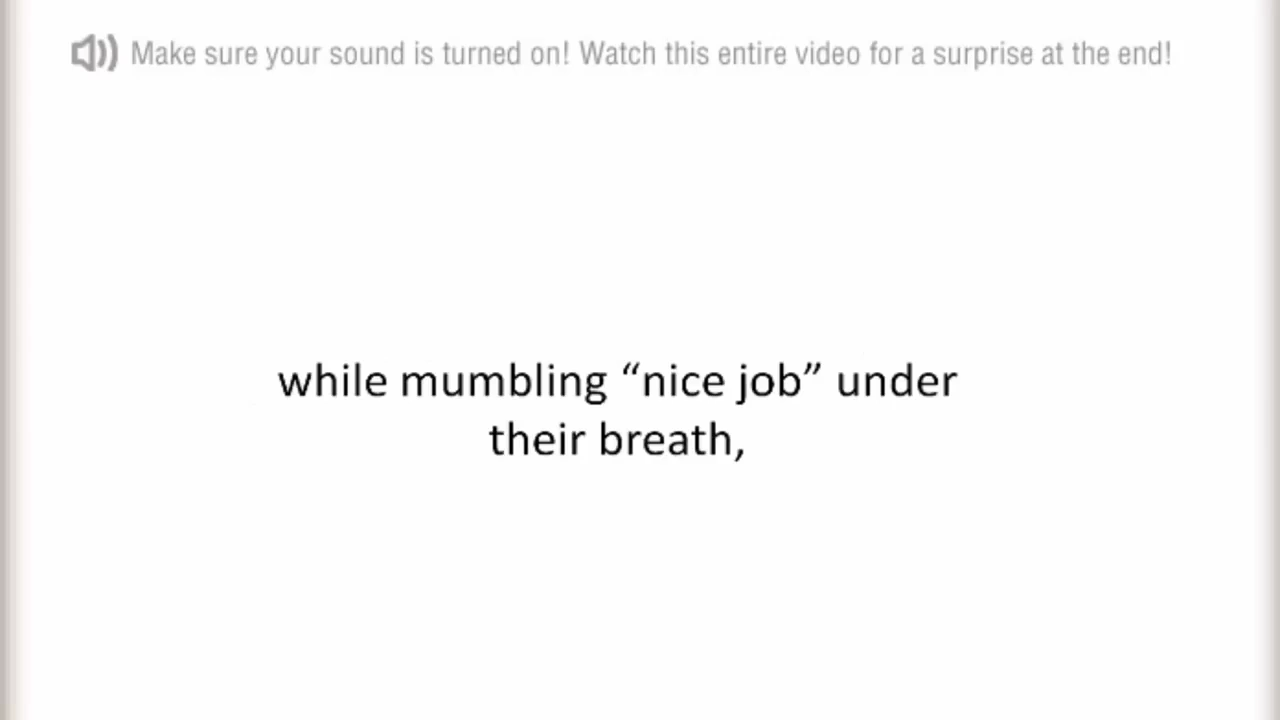 Make sure your sound is turned on! Watch this entire video for a surprise at the end!
while mumbling “nice job” under
their breath,